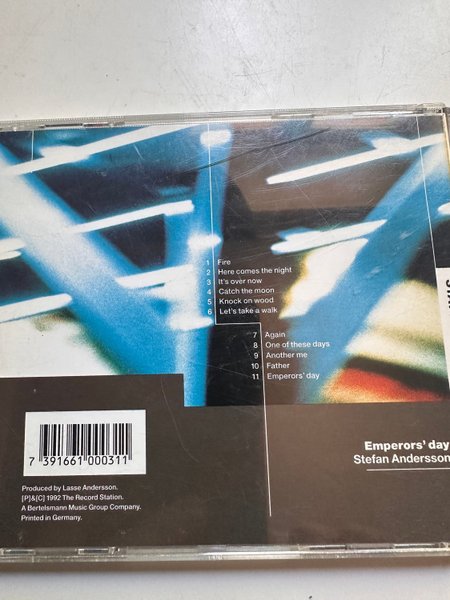 1 Fire
2 Here comes the night
3 It's over now
4 Catch the moon
5 Knock on wood
6 Let's take a walk
7 Again
8 One of these days
9 Another me
10 Father
11 Emperors' day
7 391661 000311
Emperors' day
Stefan Andersson
Produced by Lasse Andersson.
[P]&[C] 1992 The Record Station.
A Bertelsmann Music Group Company.
Printed in Germany.